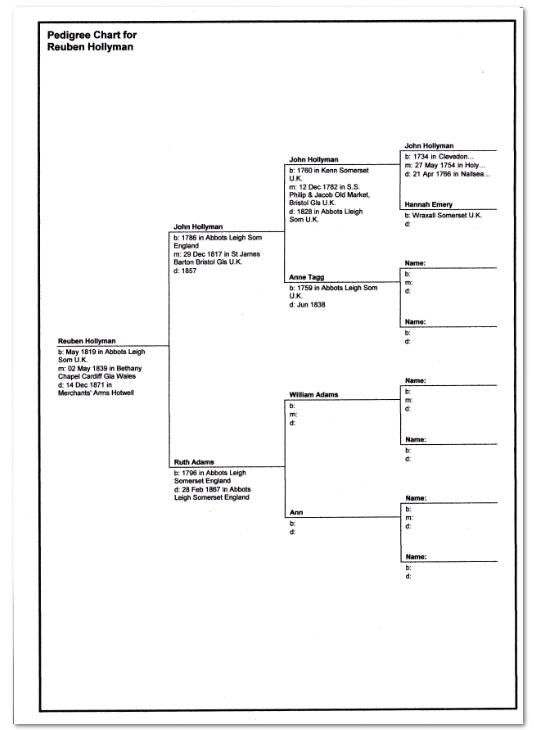 Pedigree Chart for
Reuben Hollyman
John Hollyman
b: 1734 in Clevedon...
m: 27 May 1754 in Holy...
d: 21 Apr 1766 in Nailsea...
John Hollyman
b: 1760 in Kenn Somerset
U.K.
m: 12 Dec 1782 in S.S.
Philip & Jacob Old Market,
Bristol Gls U.K.
d: 1828 in Abbots Lleigh
Som U.K.
Hannah Emery
b: Wraxall Somerset U.K.
d:
John Hollyman
b: 1786 in Abbots Leigh Som
England
m: 29 Dec 1817 in St James
Barton Bristol Gls U.K.
d: 1857
Anne Tagg
b: 1759 in Abbots Leigh Som
U.K.
d: Jun 1838
Name:
b:
m:
d:
Name:
b:
d:
Reuben Hollyman
b: May 1819 in Abbots Leigh
Som U.K.
m: 02 May 1839 in Bethany
Chapel Cardiff Gla Wales
d: 14 Dec 1871 in
Merchants' Arms Hotwell
William Adams
b:
m:
d:
Name:
b:
m:
d:
Name:
b:
d:
Ruth Adams
b: 1796 in Abbots Leigh
Somerset England
d: 28 Feb 1867 in Abbots
Leigh Somerset England
Ann
b:
d:
Name:
b:
m:
d:
Name:
b:
d: